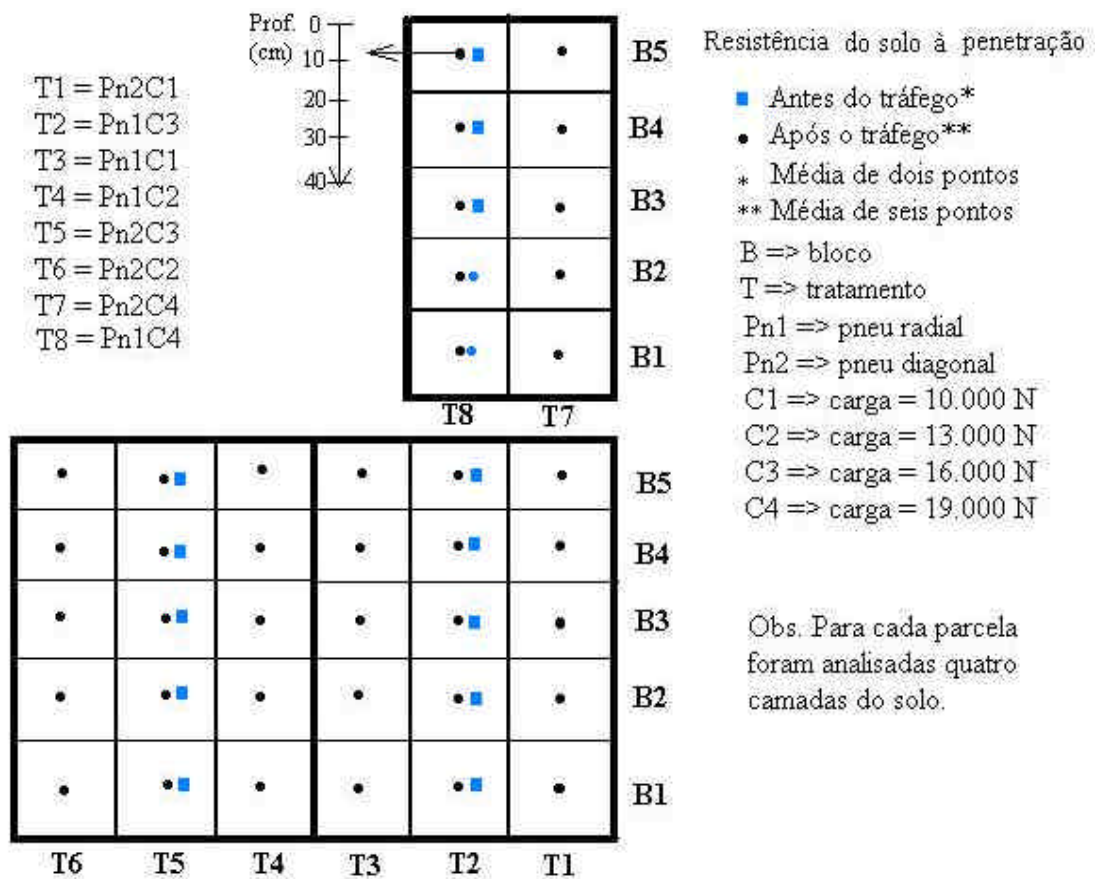 T1 = Pn2C1
T2 = Pn1C3
T3 = Pn1C1
T4 = Pn1C2
T5 = Pn2C3
T6 = Pn2C2
T7 = Pn2C4
T8 = Pn1C4
Prof.
(cm)
0
10
20
30
40
B5
B4
B3
B2
B1
T8 T7
B5
B4
B3
B2
B1
T6 T5 T4 T3 T2 T1
Resistência do solo à penetração
Antes do tráfego*
Após o tráfego**
* Média de dois pontos
** Média de seis pontos
B => bloco
T => tratamento
Pn1 => pneu radial
Pn2 => pneu diagonal
C1 => carga = 10.000 N
C2 => carga = 13.000 N
C3 => carga = 16.000 N
C4 => carga = 19.000 N
Obs. Para cada parcela
foram analisadas quatro
camadas do solo.